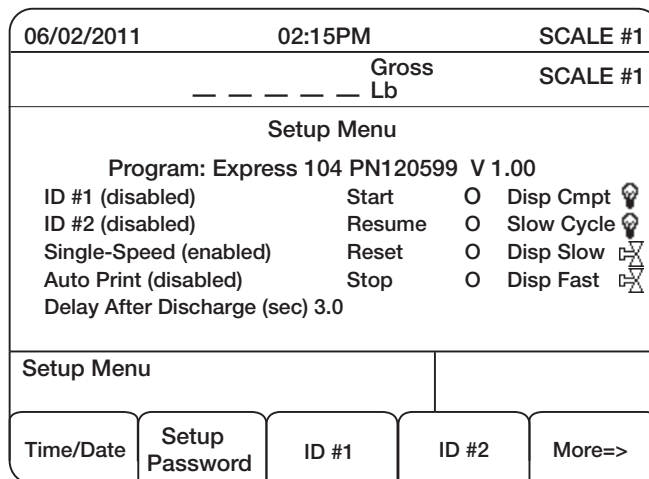 06/02/2011 02:15PM SCALE #1
Gross SCALE #1
_ _ _ _ _ Lb
Setup Menu
Program: Express 104 PN120599 V 1.00
ID #1 (disabled) Start O Disp Cmpt
ID #2 (disabled) Resume O Slow Cycle
Single-Speed (enabled) Reset O Disp Slow
Auto Print (disabled) Stop O Disp Fast
Delay After Discharge (sec) 3.0
Setup Menu
Time/Date Setup Password ID #1 ID #2 More=>